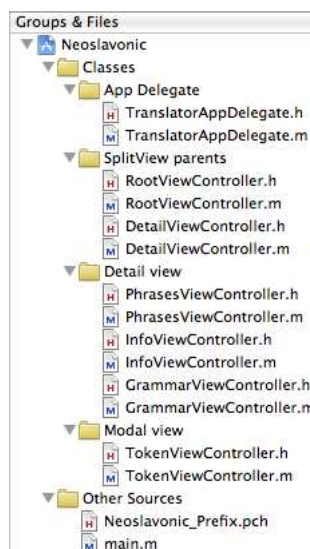 Groups & Files
Neoslavonic
Classes
App Delegate
TranslatorAppDelegate.h
TranslatorAppDelegate.m
SplitView parents
RootViewController.h
RootViewController.m
DetailViewController.h
DetailViewController.m
Detail view
PhrasesViewController.h
PhrasesViewController.m
InfoViewController.h
InfoViewController.m
GrammarViewController.h
GrammarViewController.m
Modal view
TokenViewController.h
TokenViewController.m
Other Sources
Neoslavonic_Prefix.pch
main.m